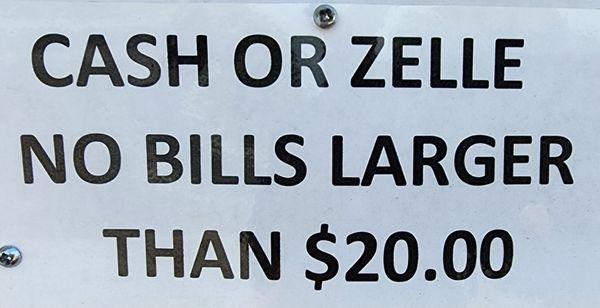 CASH OR ZELLE
NO BILLS LARGER
THAN $20.00